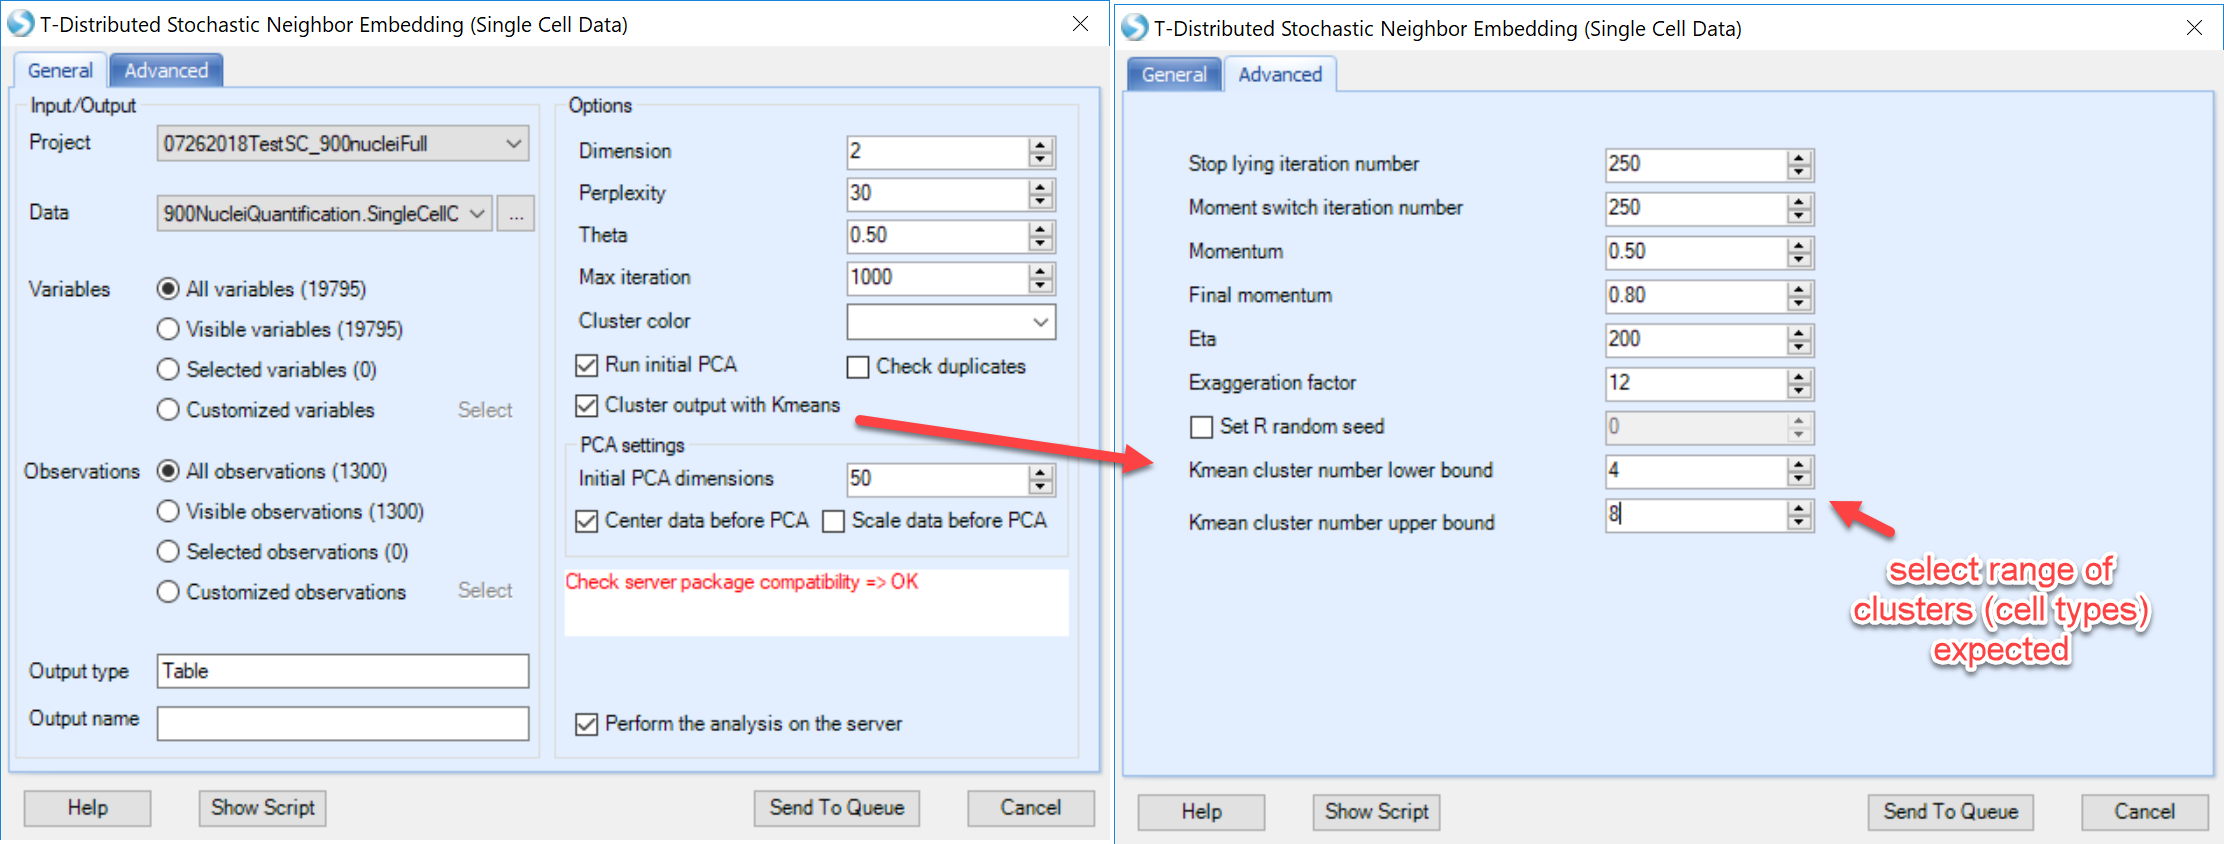 T-Distributed Stochastic Neighbor Embedding (Single Cell Data)
General
Advanced
Input/Output
Project
07262018TestSC_900nucleiFull
Data
900NucleiQuantification.SingleCellC
...
Variables
All variables (19795)
Visible variables (19795)
Selected variables (0)
Customized variables
Select
Observations
All observations (1300)
Visible observations (1300)
Selected observations (0)
Customized observations
Select
Output type
Table
Output name
Options
Dimension
2
Perplexity
30
Theta
0.50
Max iteration
1000
Cluster color
Run initial PCA
Check duplicates
Cluster output with Kmeans
PCA settings
Initial PCA dimensions
50
Center data before PCA
Scale data before PCA
Check server package compatibility => OK
Perform the analysis on the server
Help
Show Script
Send To Queue
Cancel
T-Distributed Stochastic Neighbor Embedding (Single Cell Data)
General
Advanced
Stop lying iteration number
250
Moment switch iteration number
250
Momentum
0.50
Final momentum
0.80
Eta
200
Exaggeration factor
12
Set R random seed
0
Kmean cluster number lower bound
4
Kmean cluster number upper bound
8
select range of
clusters (cell types)
expected
Help
Show Script
Send To Queue
Cancel